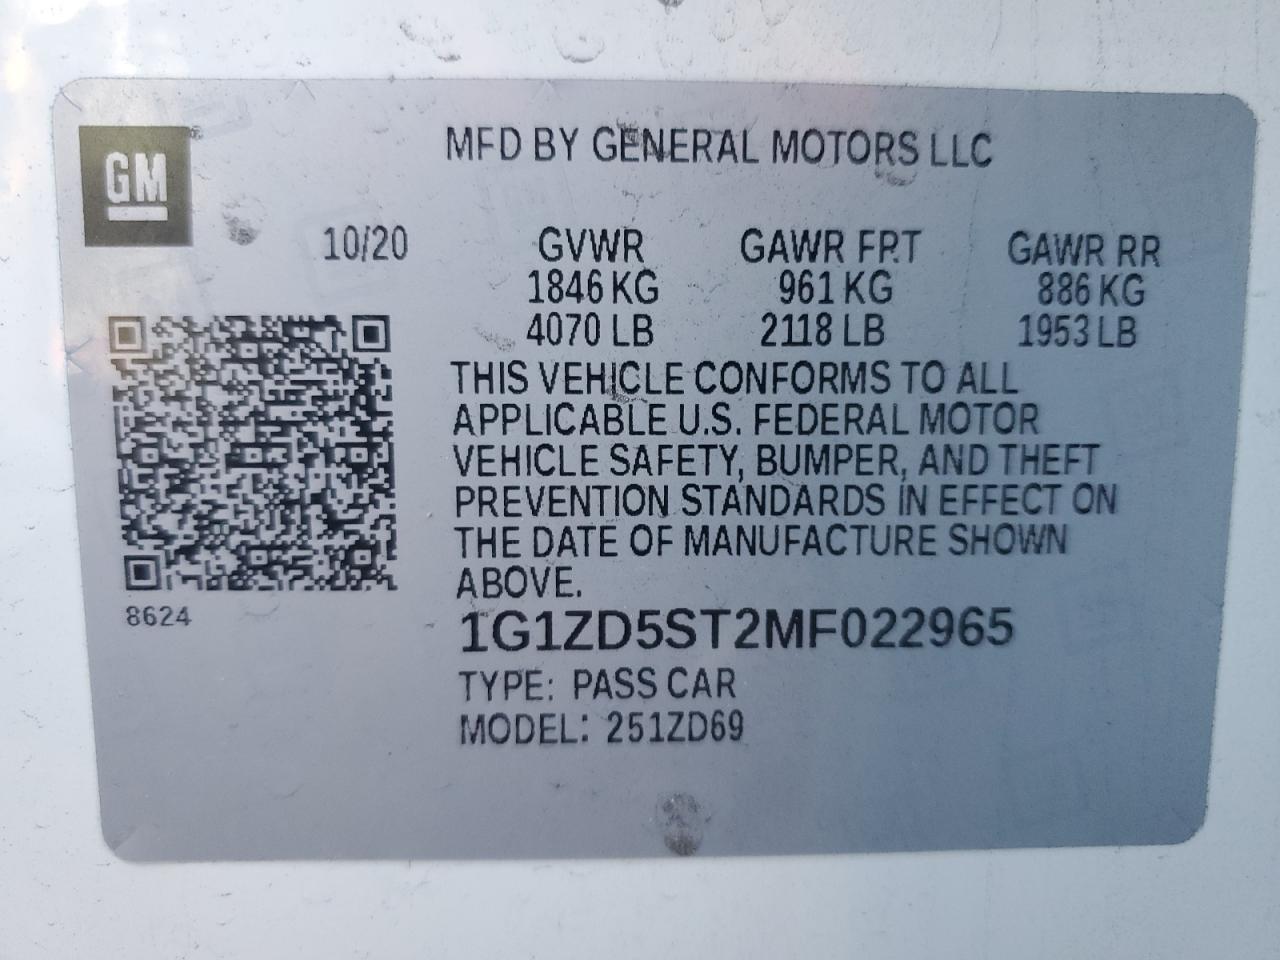 GM
MFD BY GENERAL MOTORS LLC
10/20 GVWR GAWR FRT GAWR RR
1846 KG 961 KG 886 KG
4070 LB 2118 LB 1953 LB
THIS VEHICLE CONFORMS TO ALL
APPLICABLE U.S. FEDERAL MOTOR
VEHICLE SAFETY, BUMPER, AND THEFT
PREVENTION STANDARDS IN EFFECT ON
THE DATE OF MANUFACTURE SHOWN
ABOVE.
8624
1G1ZD5ST2MF022965
TYPE: PASS CAR
MODEL: 251ZD69